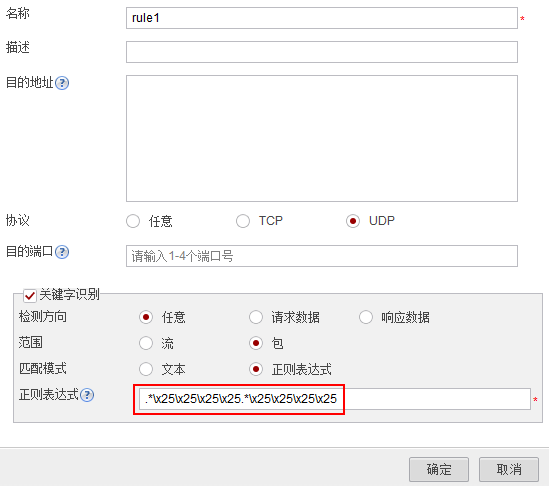 名称 rule1 *
描述
目的地址 ?
协议 任意 TCP UDP
目的端口 ? 请输入1-4个端口号
关键字识别
检测方向 任意 请求数据 响应数据
范围 流 包
匹配模式 文本 正则表达式
正则表达式 ? .*\x25\x25\x25\x25.*\x25\x25\x25\x25 *
确定 取消